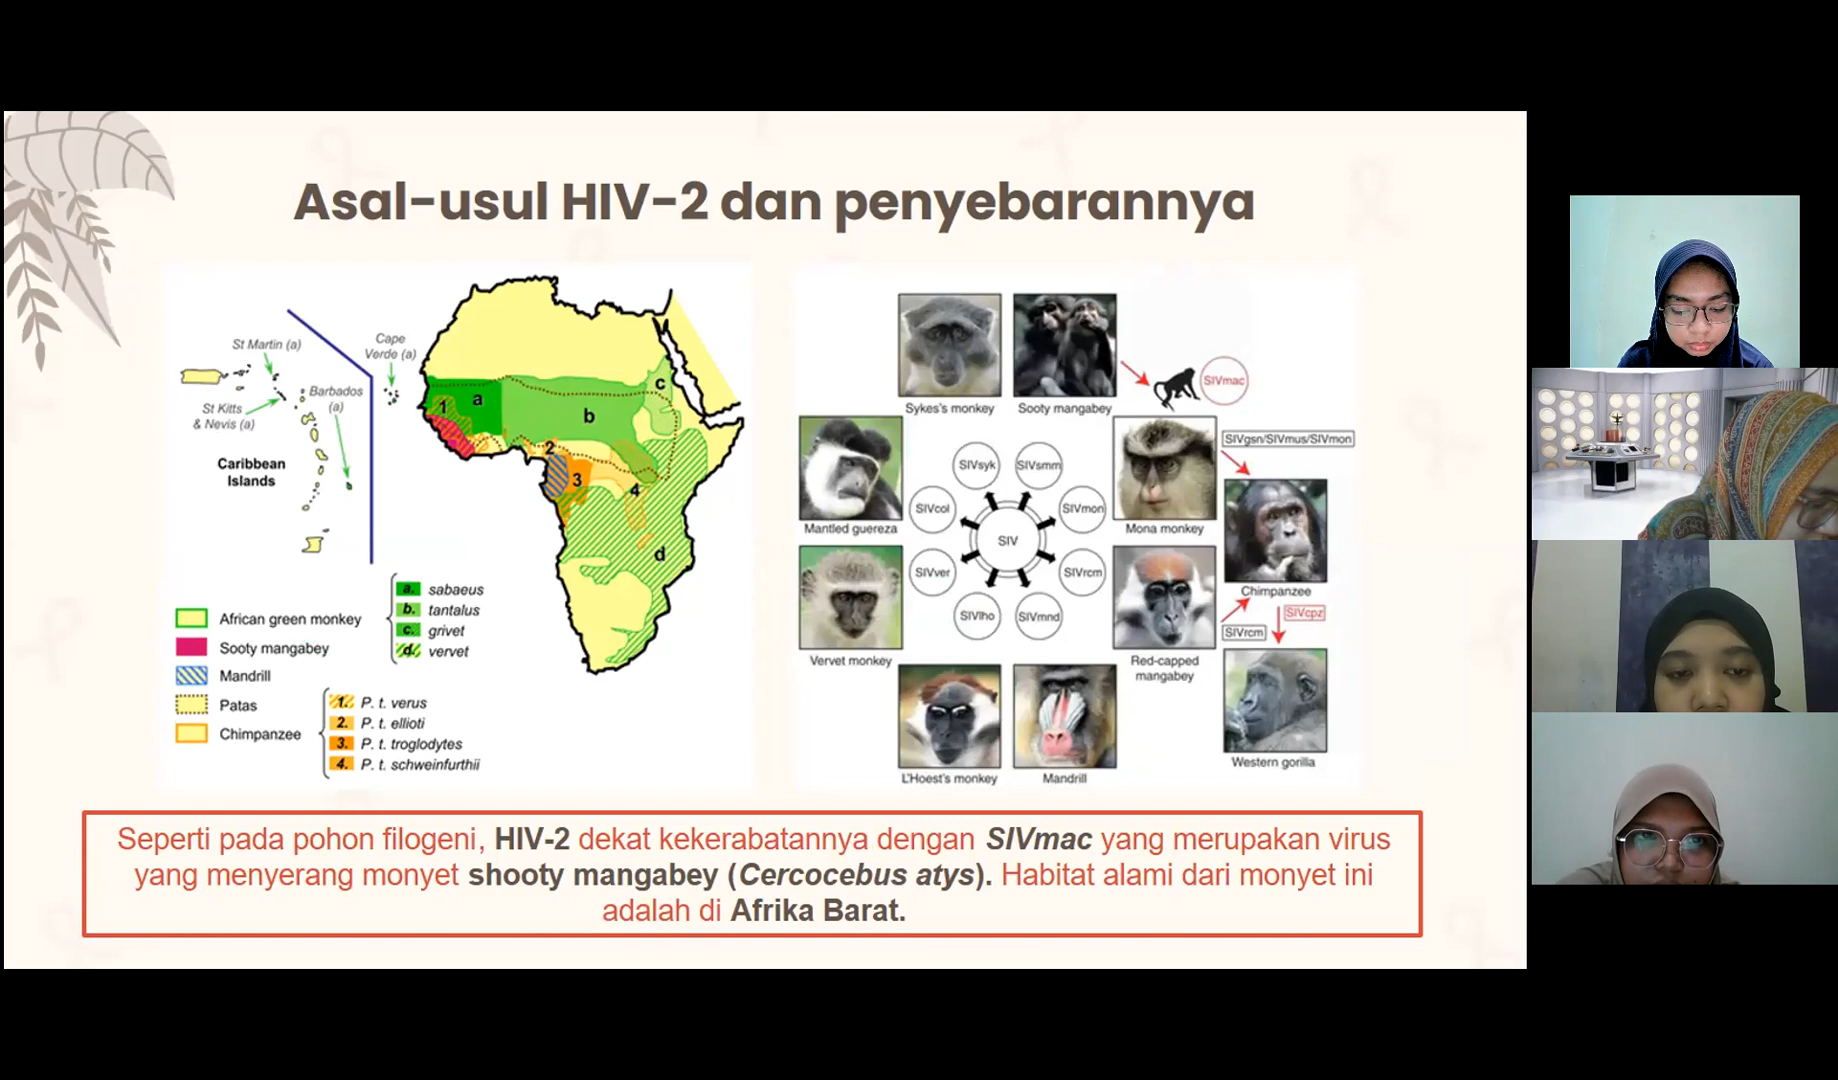 Asal-usul HIV-2 dan penyebarannya
St Martin (a)
Cape
Verde (a)
Barbados
(a)
St Kitts
& Nevis (a)
Caribbean
Islands
a
b
c
d
1
2
3
4
African green monkey
Sooty mangabey
Mandrill
Patas
Chimpanzee
a. sabaeus
b. tantalus
c. grivet
d. vervet
1. P. t. verus
2. P. t. ellioti
3. P. t. troglodytes
4. P. t. schweinfurthii
Sykes's monkey
Sooty mangabey
SIVmac
SIVgsn/SIVmus/SIVmon
Mantled guereza
Mona monkey
SIVsyk
SIVsmm
SIVcol
SIVmon
SIV
SIVver
SIVrcm
SIVlho
SIVmnd
Chimpanzee
SIVcpz
SIVrcm
Vervet monkey
Red-capped
mangabey
Western gorilla
L'Hoest's monkey
Mandrill
Seperti pada pohon filogeni, HIV-2 dekat kekerabatannya dengan SIVmac yang merupakan virus
yang menyerang monyet shooty mangabey (Cercocebus atys). Habitat alami dari monyet ini
adalah di Afrika Barat.